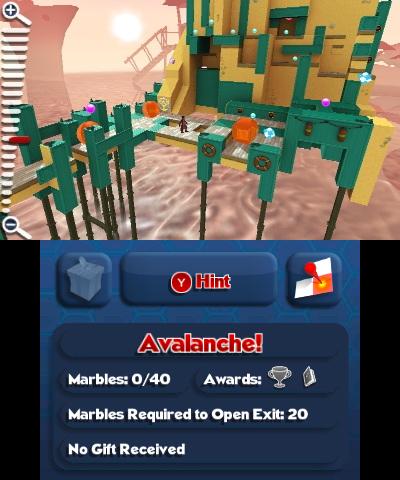 Y Hint
Avalanche!
Marbles: 0/40 Awards:
Marbles Required to Open Exit: 20
No Gift Received